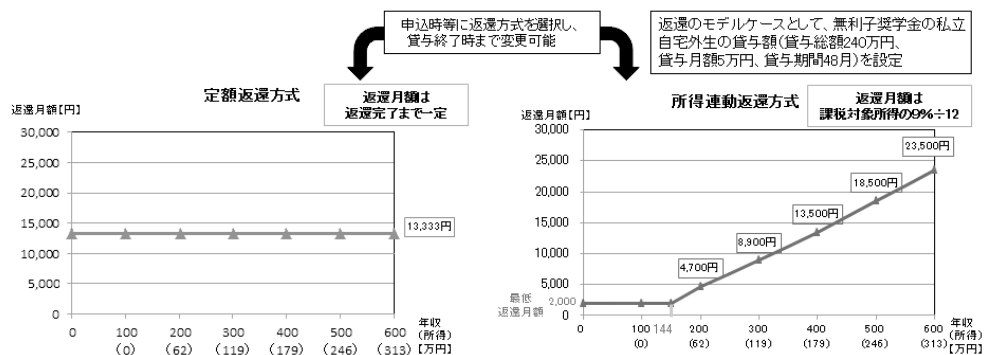 申込時等に返還方式を選択し、
貸与終了時まで変更可能
返還のモデルケースとして、無利子奨学金の私立
自宅外生の貸与額（貸与総額240万円、
貸与月額5万円、貸与期間48月）を設定
定額返還方式
返還月額は
返還完了まで一定
返還月額【円】
30,000
25,000
20,000
15,000
10,000
5,000
0
13,333円
0 100 200 300 400 500 600 年収
(0) (62) (119) (179) (246) (313) (所得)
【万円】
所得連動返還方式
返還月額は
課税対象所得の9%÷12
返還月額【円】
30,000
25,000
20,000
15,000
10,000
5,000
最低
返還月額
2,000
0
4,700円
8,900円
13,500円
18,500円
23,500円
0 100 144 200 300 400 500 600 年収
(0) (62) (119) (179) (246) (313) (所得)
【万円】